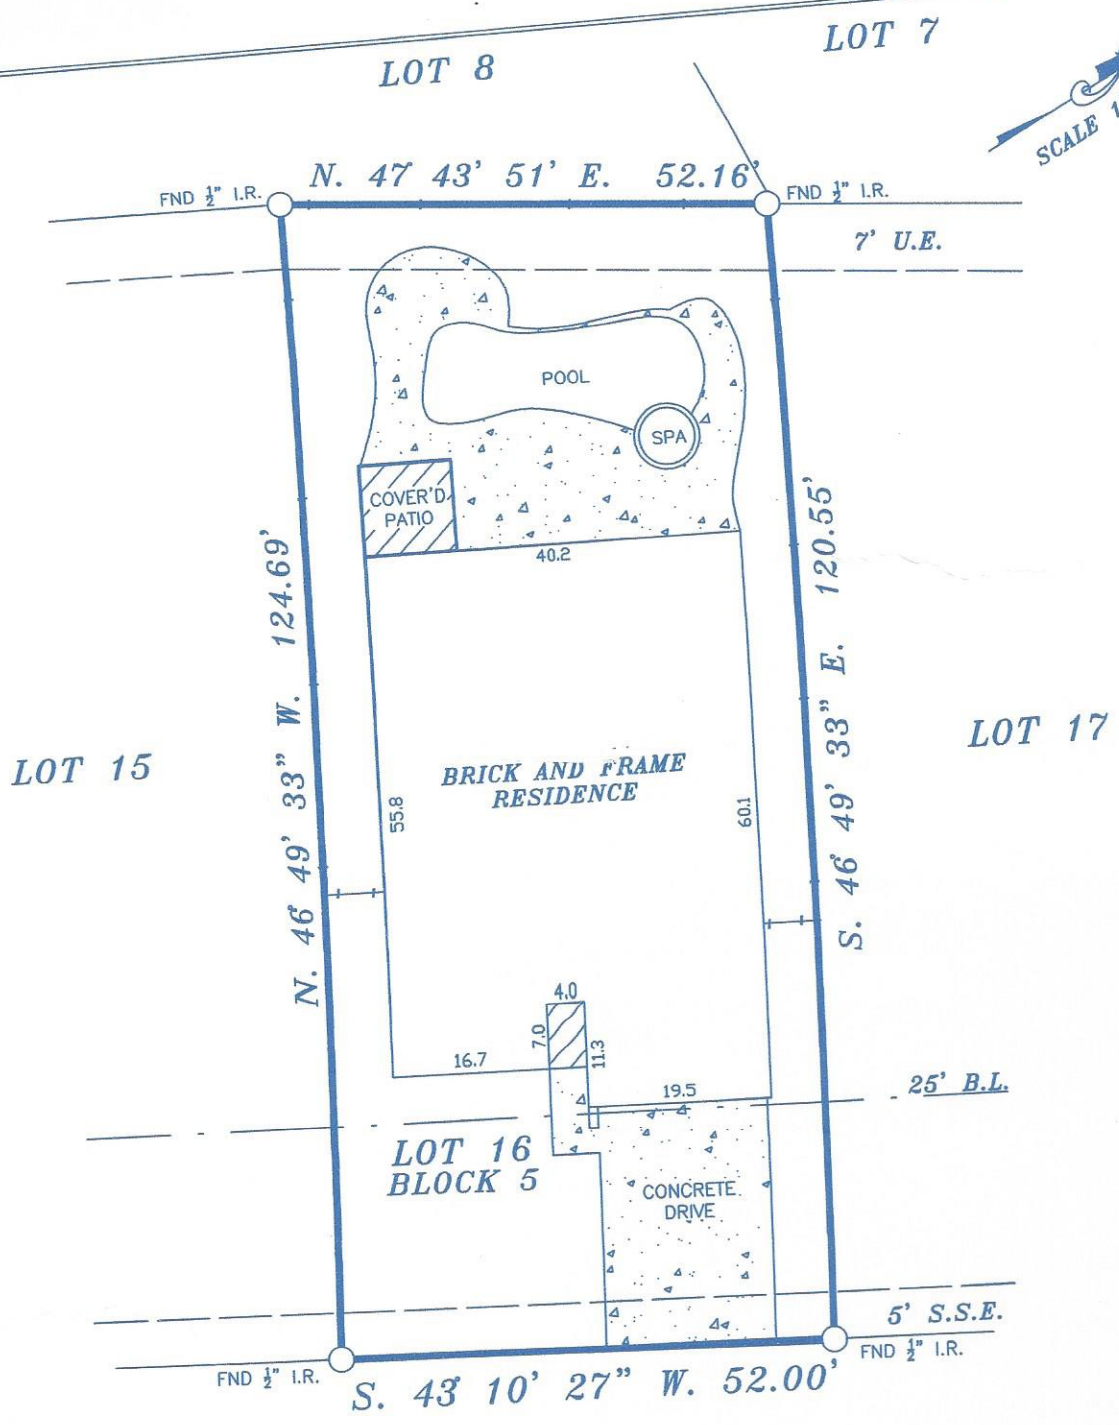 LOT 7
LOT 8
SCALE 1
N. 47 43' 51' E. 52.16'
FND ½" I.R.
FND ½" I.R.
7' U.E.
POOL
SPA
COVER'D
PATIO
40.2
N. 46 49' 33" W. 124.69'
S. 46 49' 33" E. 120.55'
LOT 15
LOT 17
BRICK AND FRAME
RESIDENCE
55.8
60.1
4.0
7.0
11.3
16.7
19.5
25' B.L.
LOT 16
BLOCK 5
CONCRETE
DRIVE
5' S.S.E.
FND ½" I.R.
FND ½" I.R.
S. 43 10' 27" W. 52.00'